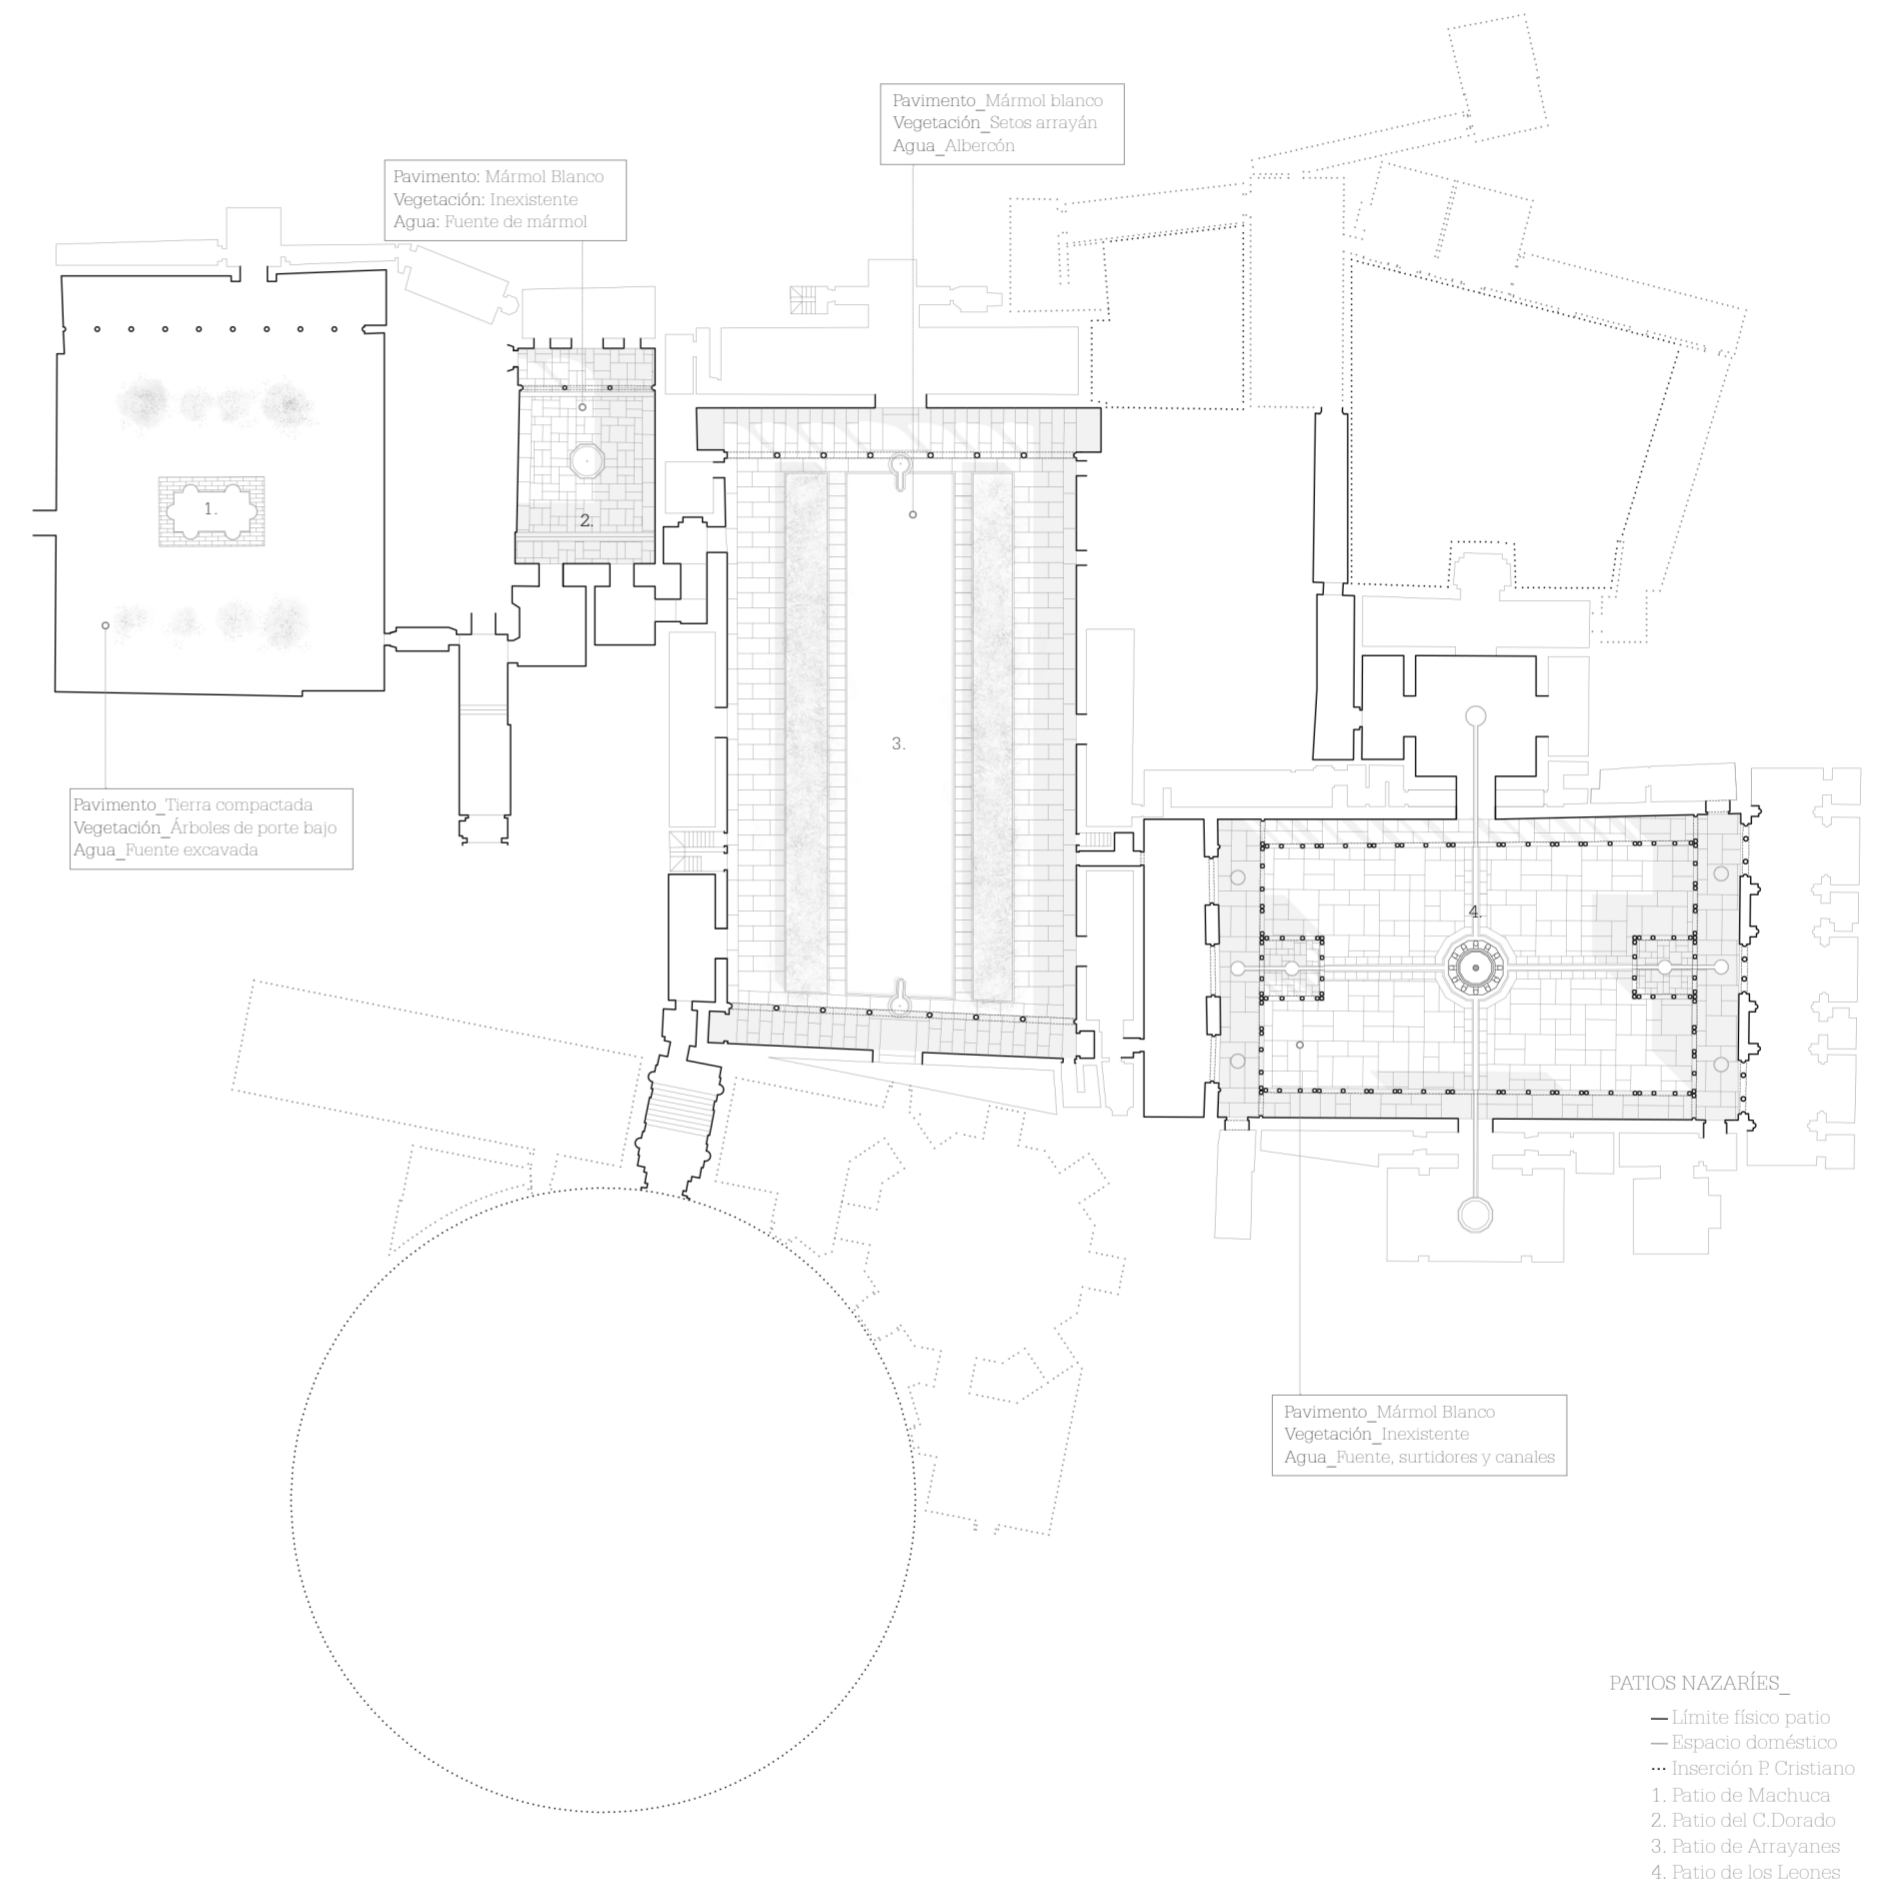 Pavimento_Mármol blanco
Vegetación_Setos arrayán
Agua_Albercón
Pavimento: Mármol Blanco
Vegetación: Inexistente
Agua: Fuente de mármol
1.
2.
3.
Pavimento_Tierra compactada
Vegetación_Árboles de porte bajo
Agua_Fuente excavada
4.
Pavimento_Mármol Blanco
Vegetación_Inexistente
Agua_Fuente, surtidores y canales
PATIOS NAZARÍES_
Límite físico patio
Espacio doméstico
Inserción P. Cristiano
1. Patio de Machuca
2. Patio del C.Dorado
3. Patio de Arrayanes
4. Patio de los Leones